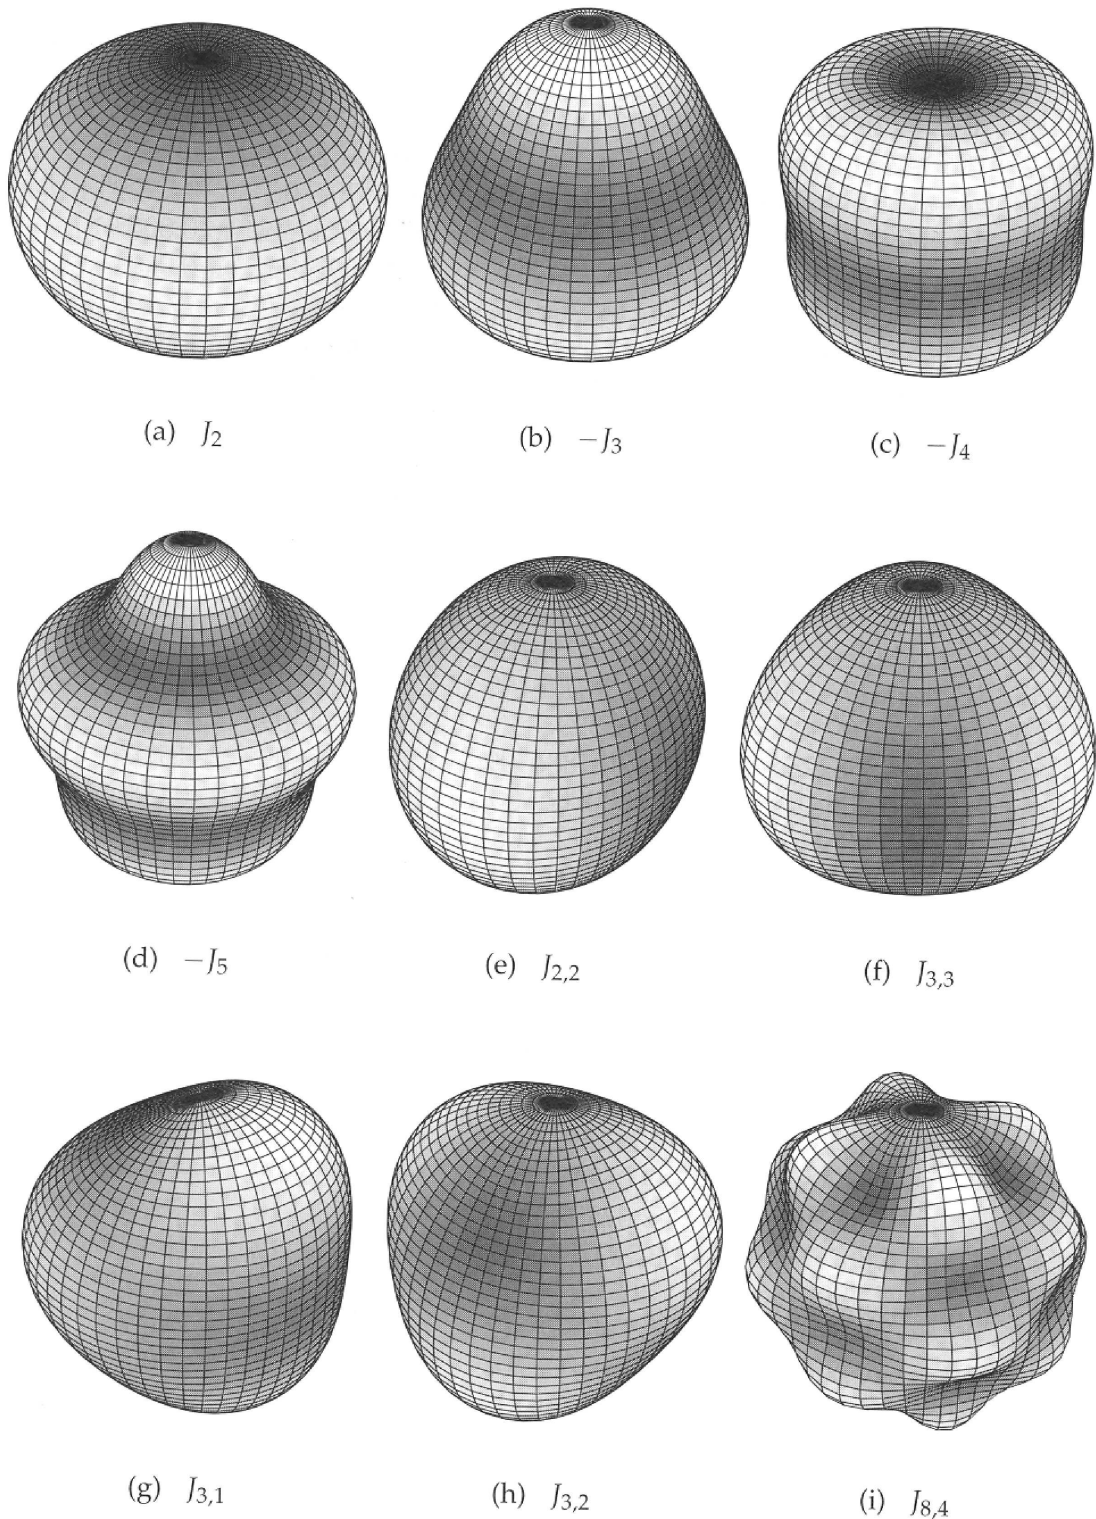 (a) J₂
(b) −J₃
(c) −J₄
(d) −J₅
(e) J₂,₂
(f) J₃,₃
(g) J₃,₁
(h) J₃,₂
(i) J₈,₄